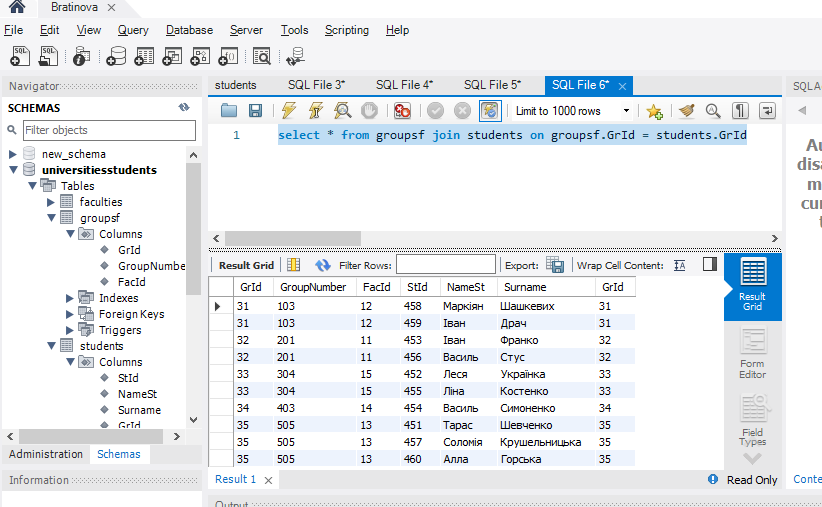 Bratinova ×
File Edit View Query Database Server Tools Scripting Help
Navigator
SCHEMAS
Filter objects
new_schema
universitiesstudents
Tables
faculties
groupsf
Columns
GrId
GroupNumbe
FacId
Indexes
Foreign Keys
Triggers
students
Columns
StId
NameSt
Surname
GrId
Administration Schemas
Information
students SQL File 3* SQL File 4* SQL File 5* SQL File 6* ×
Limit to 1000 rows
1 select * from groupsf join students on groupsf.GrId = students.GrId
Result Grid Filter Rows: Export: Wrap Cell Content:
GrId GroupNumber FacId StId NameSt Surname GrId
31 103 12 458 Маркіян Шашкевих 31
31 103 12 459 Іван Драч 31
32 201 11 453 Іван Франко 32
32 201 11 456 Василь Стус 32
33 304 15 452 Леся Українка 33
33 304 15 455 Ліна Костенко 33
34 403 14 454 Василь Симоненко 34
35 505 13 451 Тарас Шевченко 35
35 505 13 457 Соломія Крушельницька 35
35 505 13 460 Алла Горська 35
Result 1 ×
Output
Result
Grid
Form
Editor
Field
Types
Read Only
SQLA
Au
disa
m
cur
t
Conte